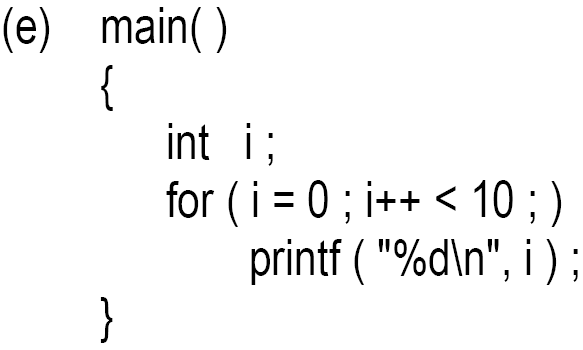 (e) main( )
{
int i ;
for ( i = 0 ; i++ < 10 ; )
printf ( "%d\n", i ) ;
}